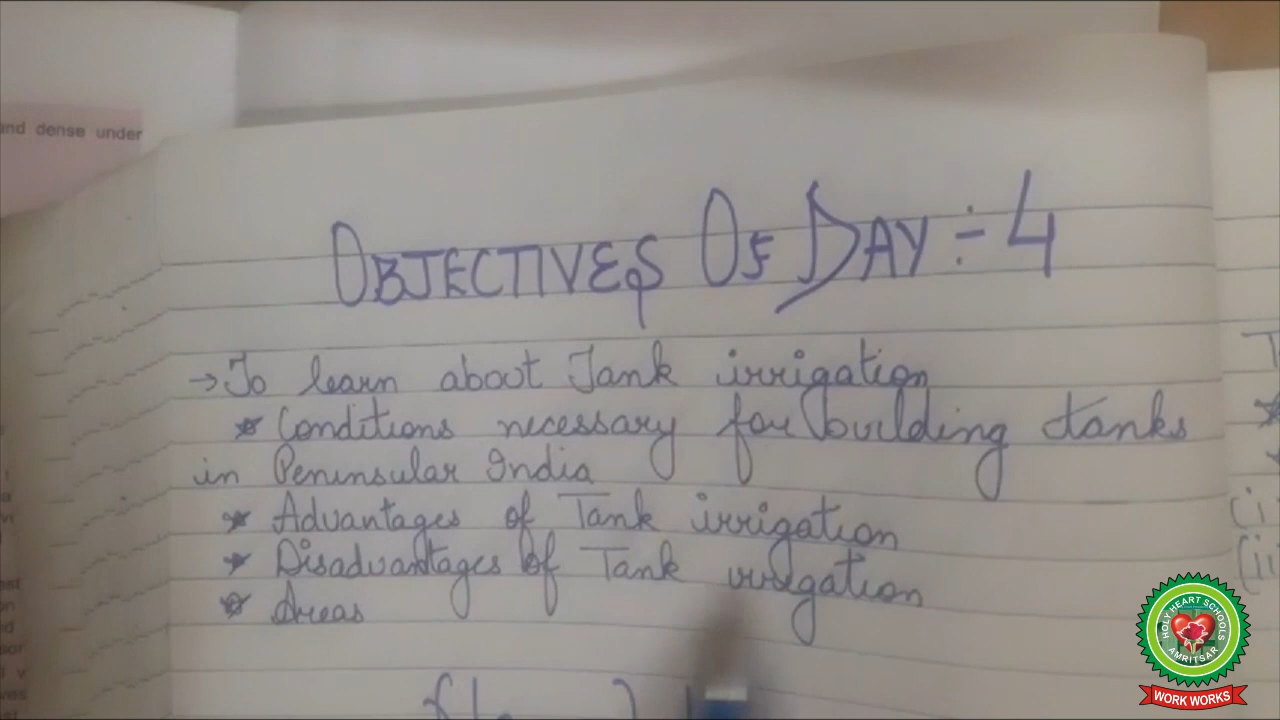 and dense under
OBJECTIVES OF DAY :- 4
→ To learn about Tank irrigation
* Conditions necessary for building tanks
in Peninsular India
* Advantages of Tank irrigation
* Disadvantages of Tank irrigation
* Areas
HOLY HEART SCHOOLS
AMRITSAR
WORK WORKS